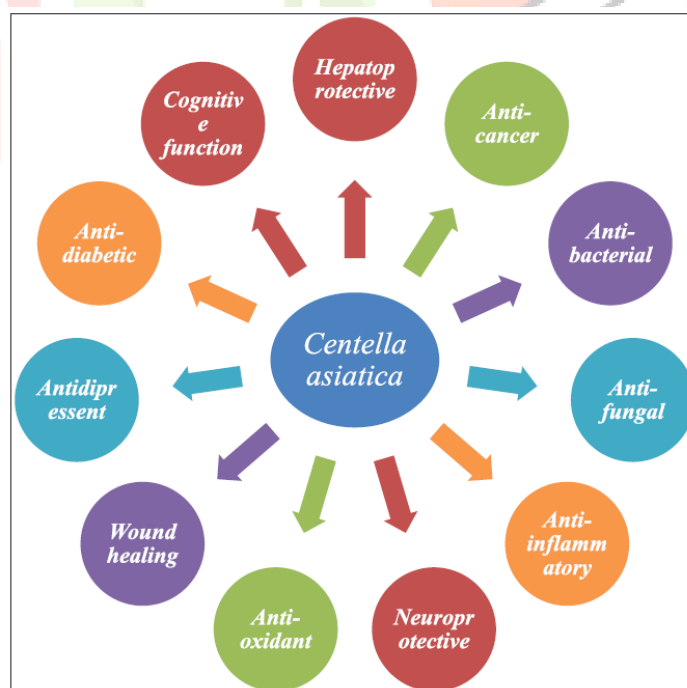 Hepatop
rotective
Anti-
cancer
Anti-
bacterial
Anti-
fungal
Anti-
inflamm
atory
Neuropr
otective
Anti-
oxidant
Wound
healing
Antidipr
essent
Anti-
diabetic
Cognitiv
e
function
Centella
asiatica